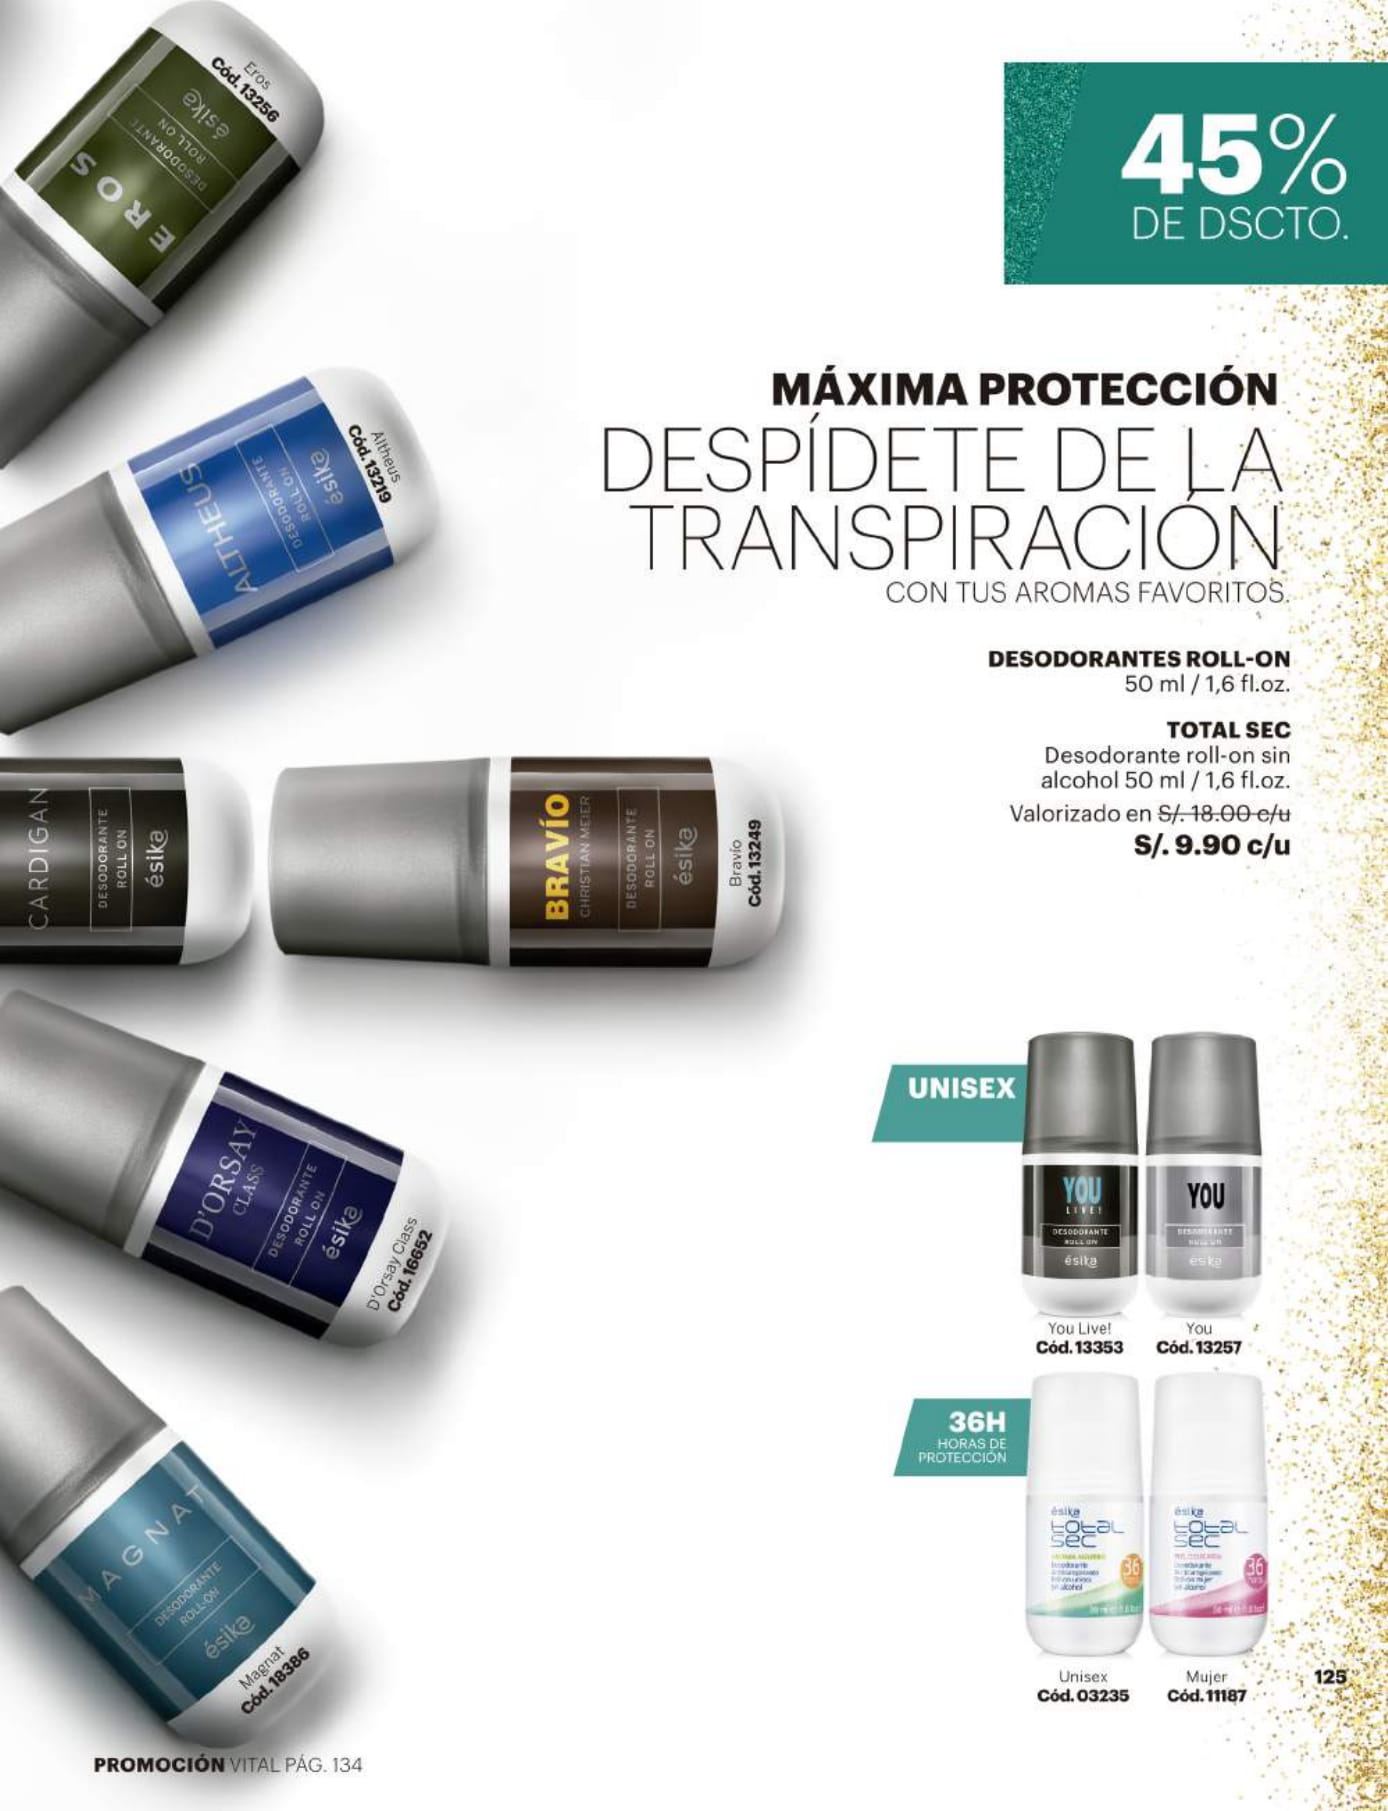 Eros
Cód. 13256
ésika
DESODORANTE
ROLL ON
EROS
45%
DE DSCTO.
MÁXIMA PROTECCIÓN
DESPÍDETE DE LA
TRANSPIRACIÓN
CON TUS AROMAS FAVORITOS.
Altheus
Cód. 13219
ALTHEUS
DESODORANTE
ROLL ON
ésika
DESODORANTES ROLL-ON
50 ml / 1,6 fl.oz.
TOTAL SEC
Desodorante roll-on sin
alcohol 50 ml / 1,6 fl.oz.
Valorizado en S/. 18.00 c/u
S/. 9.90 c/u
CARDIGAN
DESODORANTE
ROLL ON
ésika
BRAVÍO
CHRISTIAN MEIER
DESODORANTE
ROLL ON
ésika
Bravío
Cód. 13249
D'ORSAY
CLASS
DESODORANTE
ROLL ON
ésika
D'Orsay Class
Cód. 16652
UNISEX
YOU
LIVE!
DESODORANTE
ROLL ON
ésika
YOU
DESODORANTE
ROLL ON
ésika
You Live!
Cód. 13353
You
Cód. 13257
36H
HORAS DE
PROTECCIÓN
ésika
total
sec
36
ésika
total
sec
36
Unisex
Cód. 03235
Mujer
Cód. 11187
MAGNAT
DESODORANTE
ROLL-ON
ésika
Magnat
Cód. 18386
125
PROMOCIÓN VITAL PÁG. 134